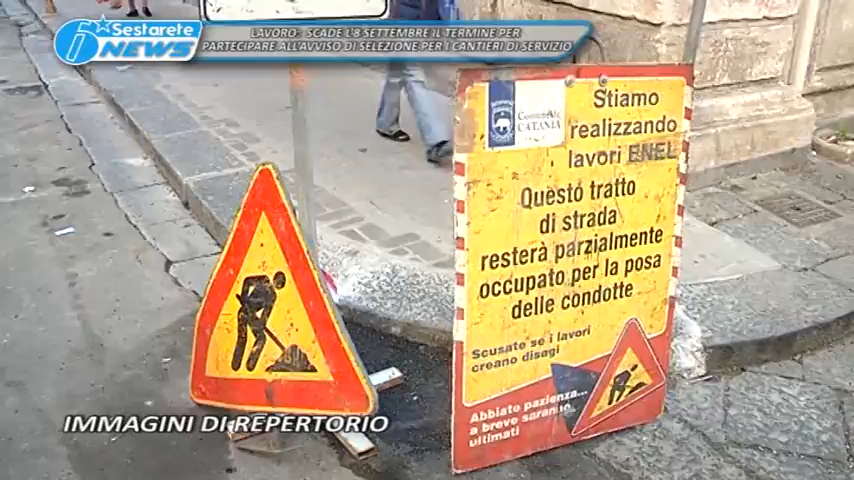 Sestarete
6 NEWS
LAVORO: SCADE L'8 SETTEMBRE IL TERMINE PER
PARTECIPARE ALL'AVVISO DI SELEZIONE PER I CANTIERI DI SERVIZIO
Comune di
CATANIA
Stiamo
realizzando
lavori ENEL
Questo tratto
di strada
resterà parzialmente
occupato per la posa
delle condotte
Scusate se i lavori
creano disagi
Abbiate pazienza...
a breve saranno
ultimati
IMMAGINI DI REPERTORIO